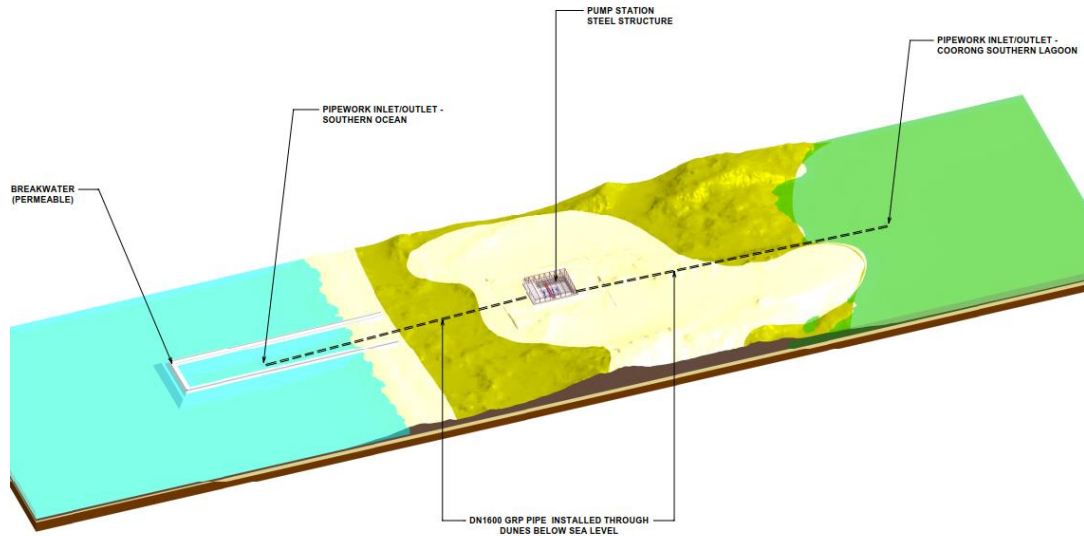 PUMP STATION
STEEL STRUCTURE
PIPEWORK INLET/OUTLET -
COORONG SOUTHERN LAGOON
PIPEWORK INLET/OUTLET -
SOUTHERN OCEAN
BREAKWATER
(PERMEABLE)
DN1600 GRP PIPE INSTALLED THROUGH
DUNES BELOW SEA LEVEL